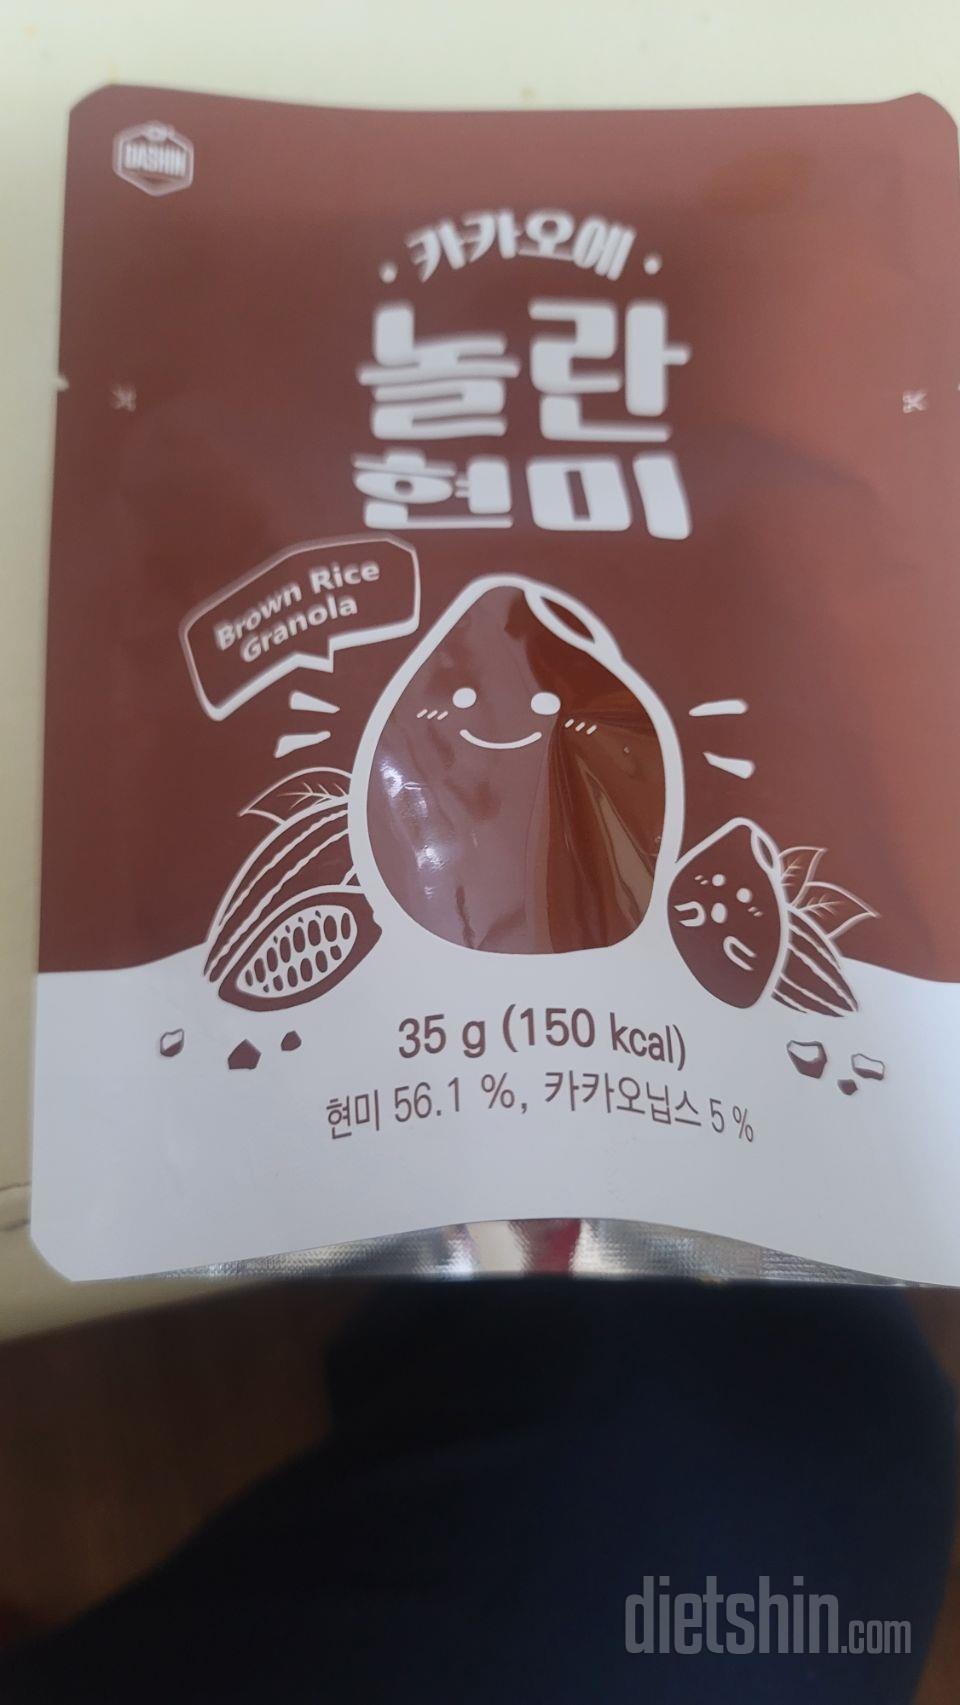 DASHIN
카카오에
놀란
현미
Brown Rice
Granola
35 g (150 kcal)
현미 56.1 %, 카카오닙스 5 %
dietshin.com